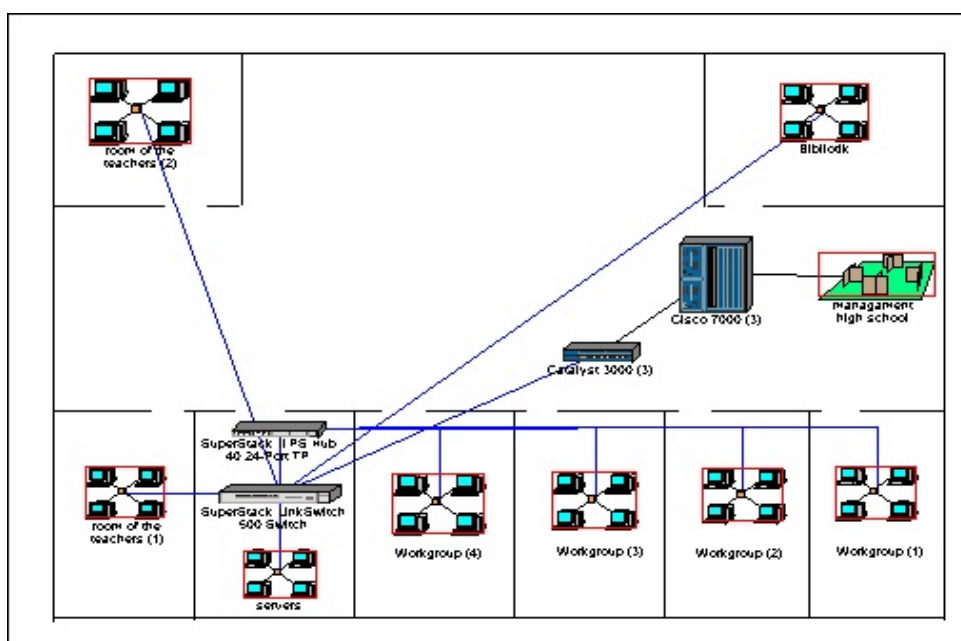 room of the
teachers (2)
Bibliotik
Cisco 7000 (3)
managament
high school
Catalyst 3000 (3)
SuperStack II PS Hub
40 24-Port TP
room of the
teachers (1)
SuperStack LinkSwitch
500 Switch
servers
Workgroup (4)
Workgroup (3)
Workgroup (2)
Workgroup (1)